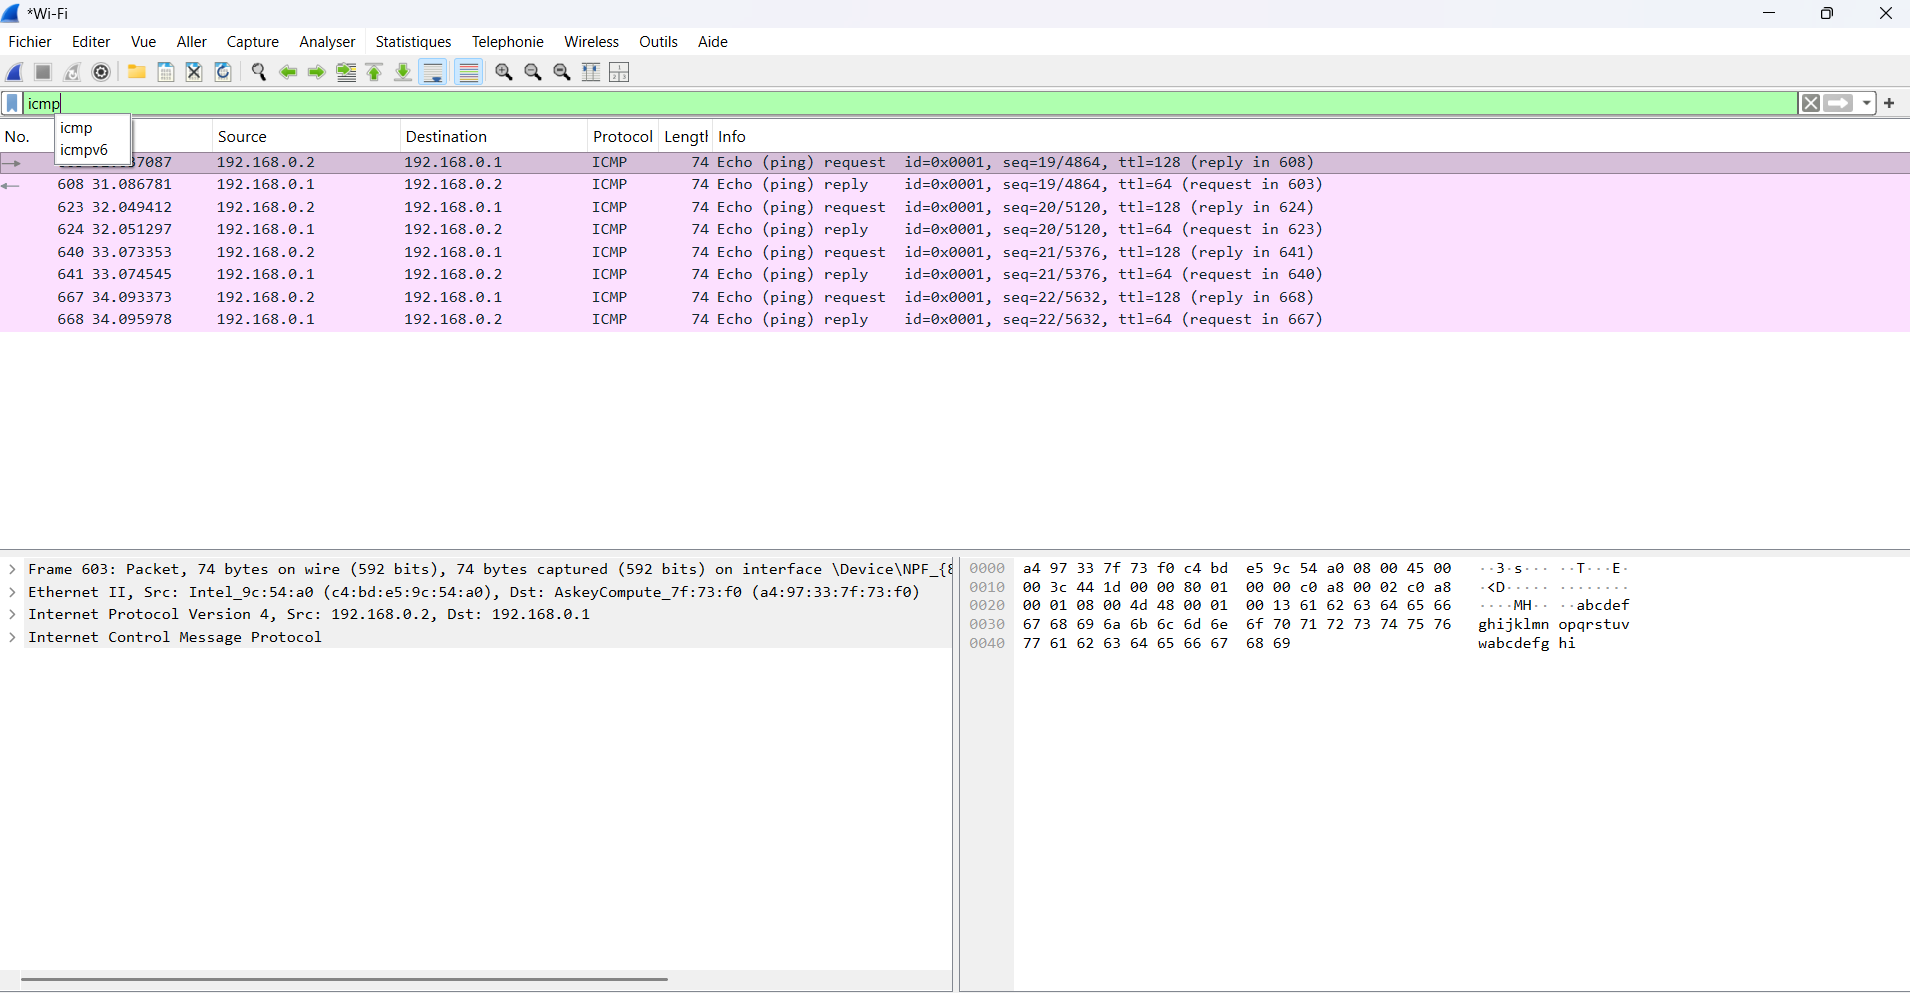 *Wi-Fi
Fichier Editer Vue Aller Capture Analyser Statistiques Telephonie Wireless Outils Aide
icmp
icmp
icmpv6
No. Source Destination Protocol Lengtl Info
37087 192.168.0.2 192.168.0.1 ICMP 74 Echo (ping) request id=0x0001, seq=19/4864, ttl=128 (reply in 608)
608 31.086781 192.168.0.1 192.168.0.2 ICMP 74 Echo (ping) reply id=0x0001, seq=19/4864, ttl=64 (request in 603)
623 32.049412 192.168.0.2 192.168.0.1 ICMP 74 Echo (ping) request id=0x0001, seq=20/5120, ttl=128 (reply in 624)
624 32.051297 192.168.0.1 192.168.0.2 ICMP 74 Echo (ping) reply id=0x0001, seq=20/5120, ttl=64 (request in 623)
640 33.073353 192.168.0.2 192.168.0.1 ICMP 74 Echo (ping) request id=0x0001, seq=21/5376, ttl=128 (reply in 641)
641 33.074545 192.168.0.1 192.168.0.2 ICMP 74 Echo (ping) reply id=0x0001, seq=21/5376, ttl=64 (request in 640)
667 34.093373 192.168.0.2 192.168.0.1 ICMP 74 Echo (ping) request id=0x0001, seq=22/5632, ttl=128 (reply in 668)
668 34.095978 192.168.0.1 192.168.0.2 ICMP 74 Echo (ping) reply id=0x0001, seq=22/5632, ttl=64 (request in 667)
Frame 603: Packet, 74 bytes on wire (592 bits), 74 bytes captured (592 bits) on interface \Device\NPF_{8
Ethernet II, Src: Intel_9c:54:a0 (c4:bd:e5:9c:54:a0), Dst: AskeyCompute_7f:73:f0 (a4:97:33:7f:73:f0)
Internet Protocol Version 4, Src: 192.168.0.2, Dst: 192.168.0.1
Internet Control Message Protocol
0000 a4 97 33 7f 73 f0 c4 bd e5 9c 54 a0 08 00 45 00 ··3·s··· ··T···E·
0010 00 3c 44 1d 00 00 80 01 00 00 c0 a8 00 02 c0 a8 ·<D····· ········
0020 00 01 08 00 4d 48 00 01 00 13 61 62 63 64 65 66 ····MH·· ··abcdef
0030 67 68 69 6a 6b 6c 6d 6e 6f 70 71 72 73 74 75 76 ghijklmn opqrstuv
0040 77 61 62 63 64 65 66 67 68 69 wabcdefg hi